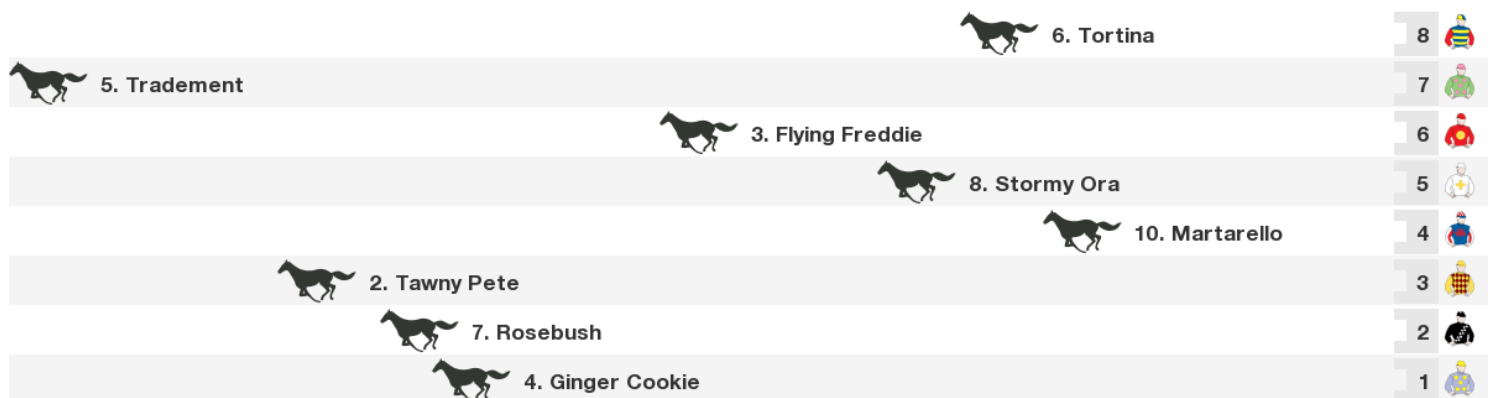 6. Tortina 8
5. Tradement 7
3. Flying Freddie 6
8. Stormy Ora 5
10. Martarello 4
2. Tawny Pete 3
7. Rosebush 2
4. Ginger Cookie 1